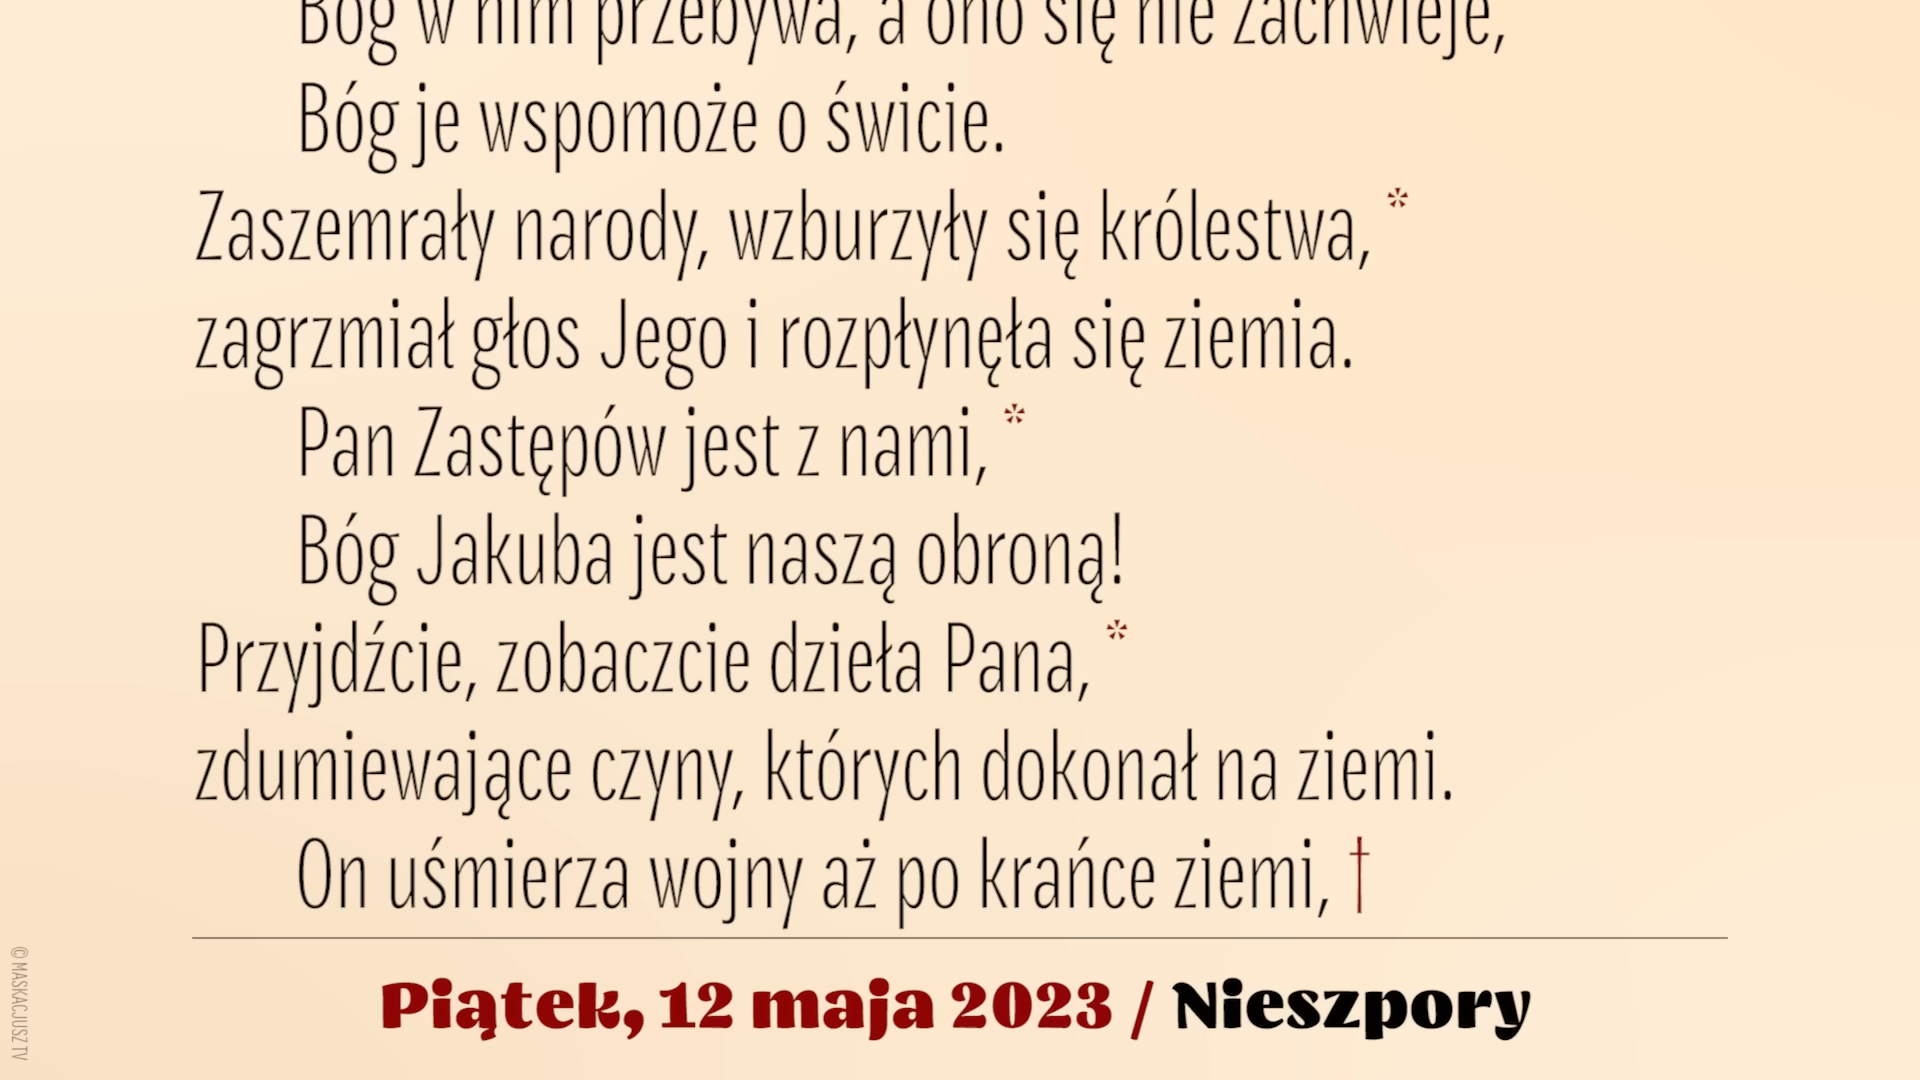 Bóg w nim przebywa, a ono się nie zachwieje,
Bóg je wspomoże o świcie.
Zaszemrały narody, wzburzyły się królestwa, *
zagrzmiał głos Jego i rozpłynęła się ziemia.
Pan Zastępów jest z nami, *
Bóg Jakuba jest naszą obroną!
Przyjdźcie, zobaczcie dzieła Pana, *
zdumiewające czyny, których dokonał na ziemi.
On uśmierza wojny aż po krańce ziemi, †
Piątek, 12 maja 2023 / Nieszpory
© MASKACJUSZ TV